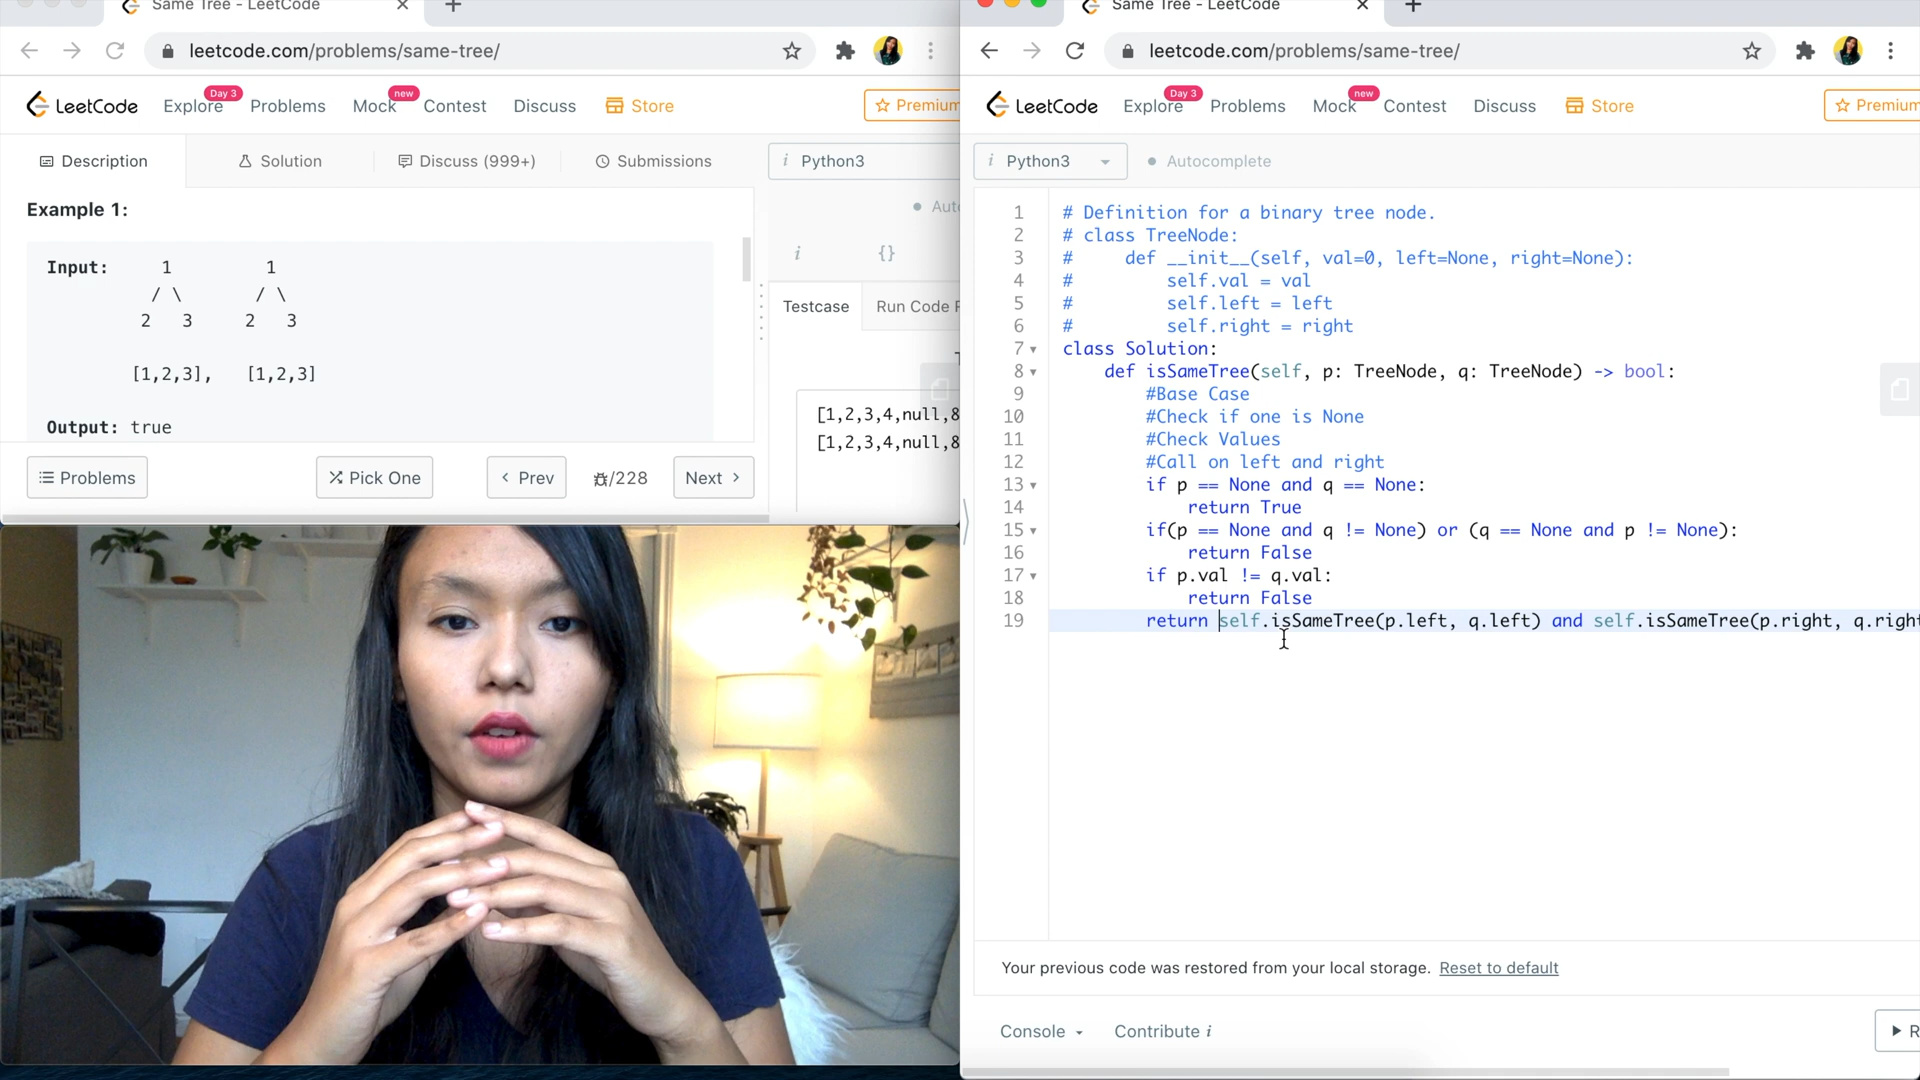 Same Tree - LeetCode
leetcode.com/problems/same-tree/
LeetCode Explore Day 3 Problems Mock new Contest Discuss Store Premium
Description Solution Discuss (999+) Submissions Python3
Example 1:
Input: 1 1
/ \ / \
2 3 2 3
[1,2,3], [1,2,3]
Output: true
i {}
Testcase Run Code
[1,2,3,4,null,8
[1,2,3,4,null,8
Problems Pick One Prev /228 Next
Same Tree - LeetCode
leetcode.com/problems/same-tree/
LeetCode Explore Day 3 Problems Mock new Contest Discuss Store Premium
i Python3 Autocomplete
1 # Definition for a binary tree node.
2 # class TreeNode:
3 # def __init__(self, val=0, left=None, right=None):
4 # self.val = val
5 # self.left = left
6 # self.right = right
7 class Solution:
8 def isSameTree(self, p: TreeNode, q: TreeNode) -> bool:
9 #Base Case
10 #Check if one is None
11 #Check Values
12 #Call on left and right
13 if p == None and q == None:
14 return True
15 if(p == None and q != None) or (q == None and p != None):
16 return False
17 if p.val != q.val:
18 return False
19 return self.isSameTree(p.left, q.left) and self.isSameTree(p.right, q.right
Your previous code was restored from your local storage. Reset to default
Console Contribute i